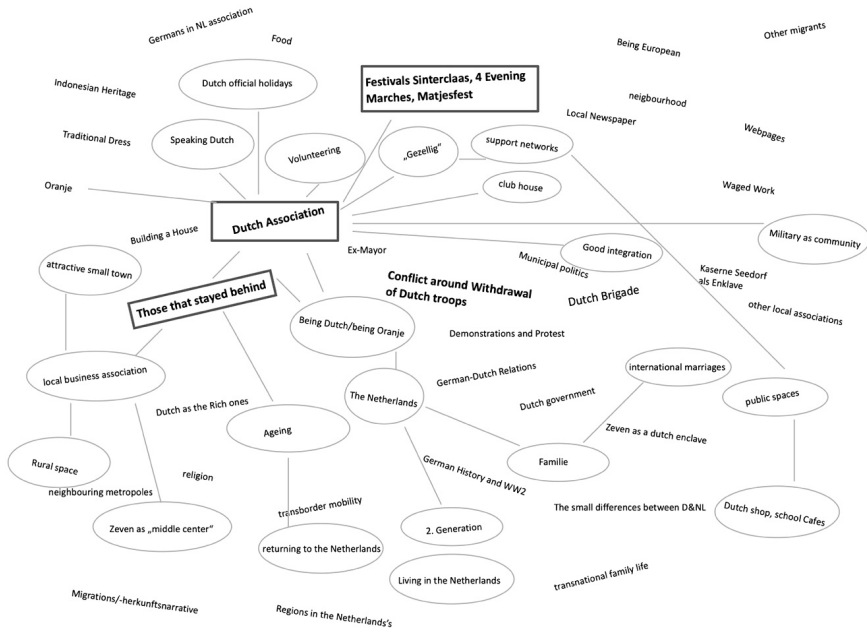 Germans in NL association
Food
Other migrants
Being European
Dutch official holidays
Festivals Sinterclaas, 4 Evening
Marches, Matjesfest
Indonesian Heritage
neigbourhood
Local Newspaper
Traditional Dress
Speaking Dutch
Volunteering
„Gezellig“
support networks
Webpages
Oranje
club house
Waged Work
Dutch Association
Building a House
Ex-Mayor
Good integration
Military as community
Municipal politics
attractive small town
Those that stayed behind
Conflict around Withdrawal
of Dutch troops
Dutch Brigade
Kaserne Seedorf
als Enklave
other local associations
Being Dutch/being Oranje
Demonstrations and Protest
local business association
The Netherlands
German-Dutch Relations
international marriages
Dutch government
public spaces
Dutch as the Rich ones
Ageing
Zeven as a dutch enclave
Rural space
Familie
neighbouring metropoles
religion
German History and WW2
transborder mobility
The small differences between D&NL
Dutch shop, school Cafes
Zeven as „middle center“
2. Generation
returning to the Netherlands
Living in the Netherlands
transnational family life
Migrations/-herkunftsnarrative
Regions in the Netherlands's